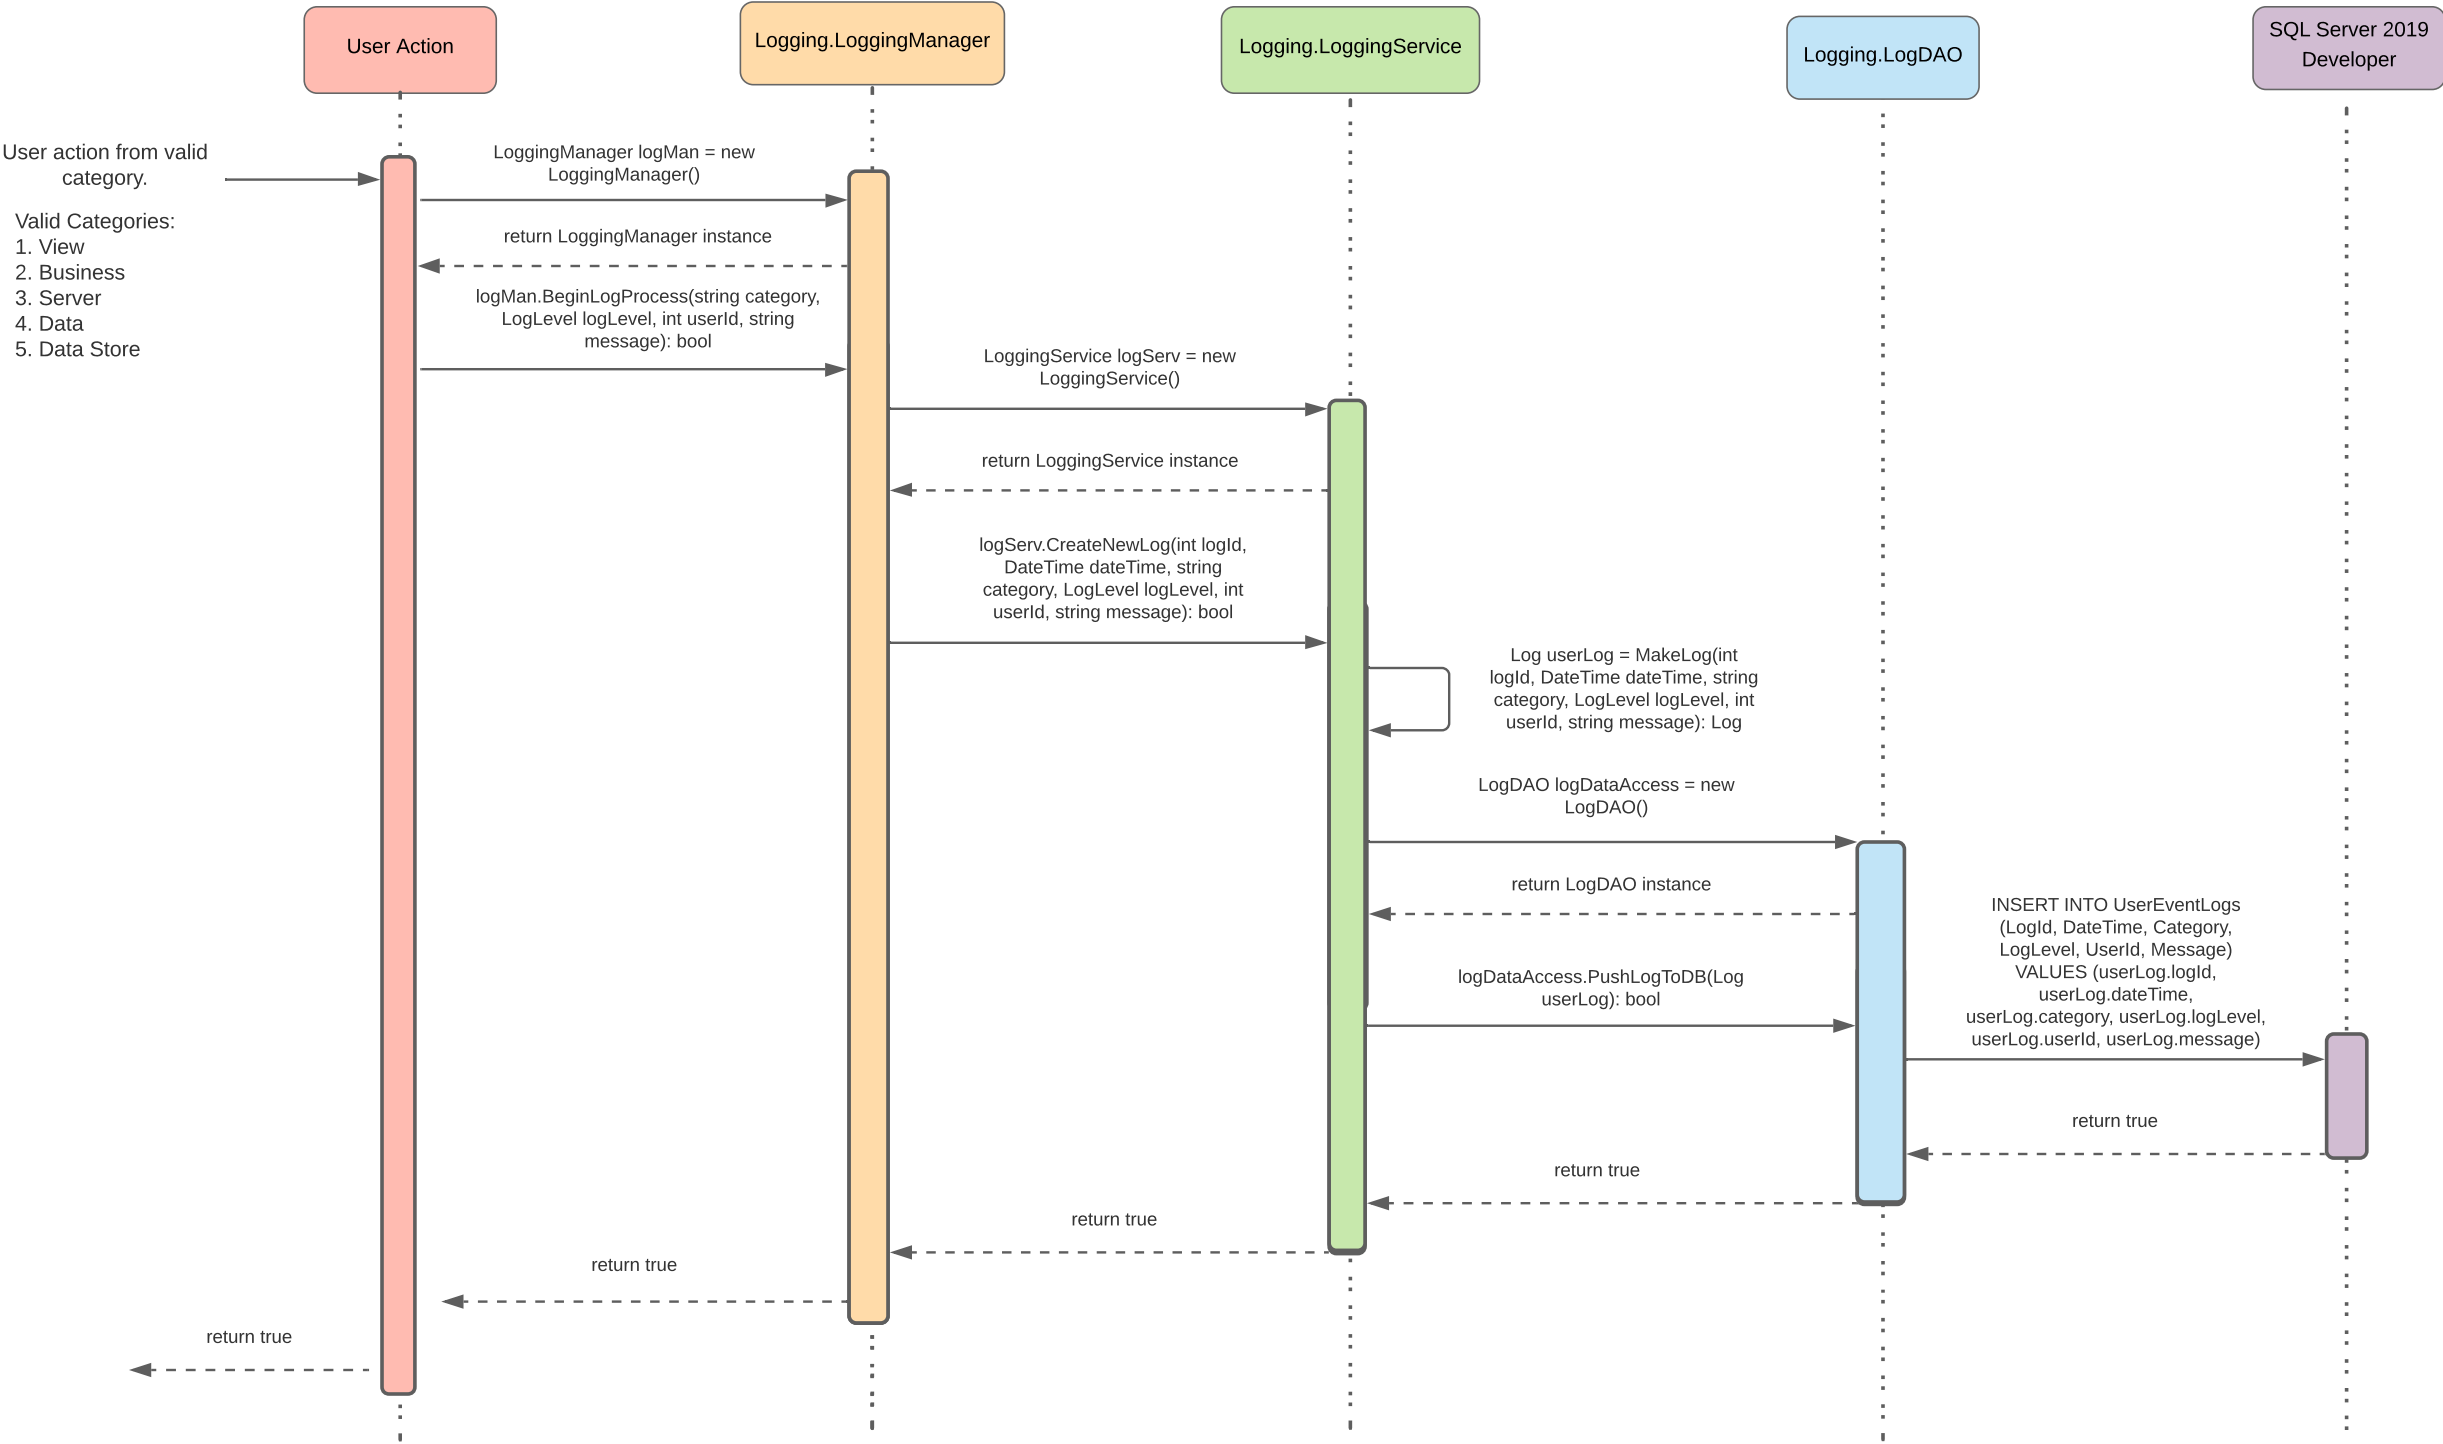 User Action
Logging.LoggingManager
Logging.LoggingService
Logging.LogDAO
SQL Server 2019
Developer
User action from valid
category.
Valid Categories:
1. View
2. Business
3. Server
4. Data
5. Data Store
LoggingManager logMan = new
LoggingManager()
return LoggingManager instance
logMan.BeginLogProcess(string category,
LogLevel logLevel, int userId, string
message): bool
LoggingService logServ = new
LoggingService()
return LoggingService instance
logServ.CreateNewLog(int logId,
DateTime dateTime, string
category, LogLevel logLevel, int
userId, string message): bool
Log userLog = MakeLog(int
logId, DateTime dateTime, string
category, LogLevel logLevel, int
userId, string message): Log
LogDAO logDataAccess = new
LogDAO()
return LogDAO instance
logDataAccess.PushLogToDB(Log
userLog): bool
INSERT INTO UserEventLogs
(LogId, DateTime, Category,
LogLevel, UserId, Message)
VALUES (userLog.logId,
userLog.dateTime,
userLog.category, userLog.logLevel,
userLog.userId, userLog.message)
return true
return true
return true
return true
return true